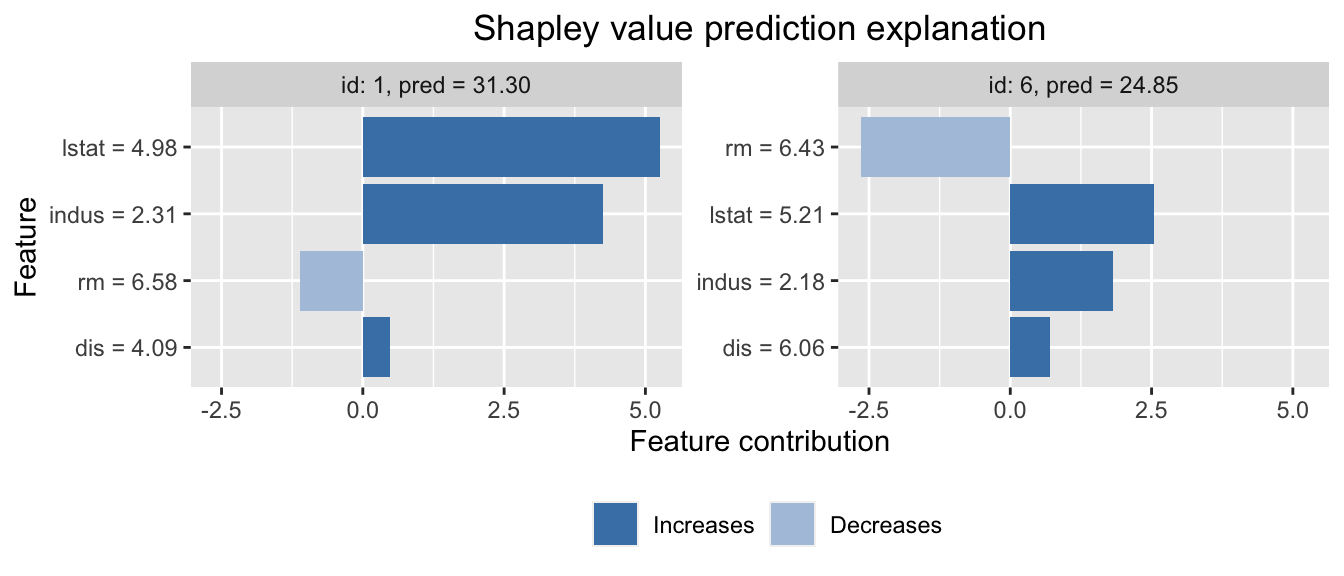 Shapley value prediction explanation
id: 1, pred = 31.30
id: 6, pred = 24.85
Feature
lstat = 4.98
indus = 2.31
rm = 6.58
dis = 4.09
rm = 6.43
lstat = 5.21
indus = 2.18
dis = 6.06
-2.5 0.0 2.5 5.0
-2.5 0.0 2.5 5.0
Feature contribution
Increases
Decreases